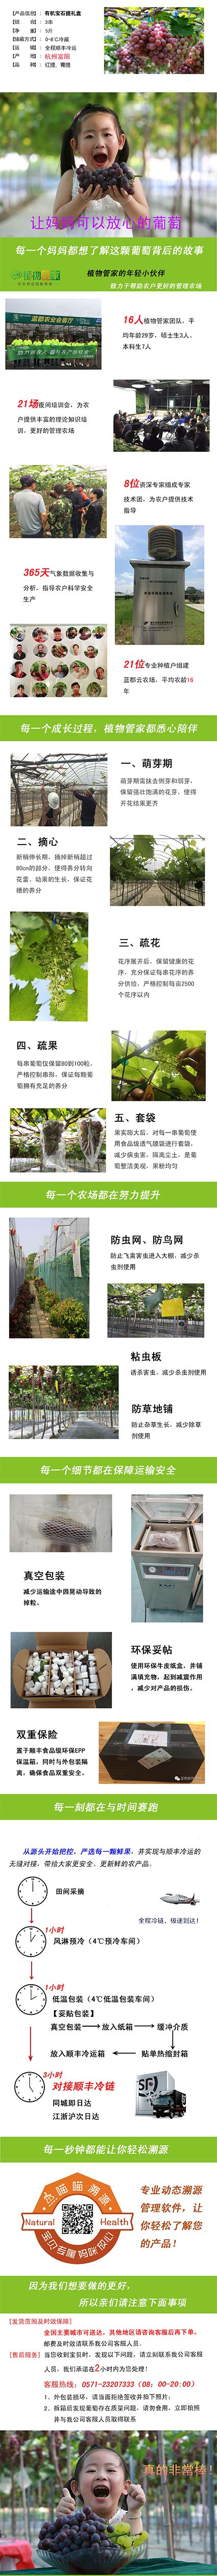 【产品信息】：有机宝石提礼盒
【组    合】：3串
【净    重】：5斤
【储藏方式】：0-8℃冷藏
【运    输】：全程顺丰冷运
【产    地】：杭州富阳
【品    种】：红提、青提
让妈妈可以放心的葡萄
每一个妈妈都想了解这颗葡萄背后的故事
植物管家
植物管家的年轻小伙伴
致力于帮助农户更好的管理农场
16人植物管家团队，平
均年龄29岁，硕士生3人、
本科生7人
21场夜间培训会，为农
户提供丰富的理论知识培
训，更好的管理农场
8位资深专家组成专家
技术团，为农户提供技术
指导
365天气象数据收集与
分析，指导农户科学安全
生产
21位专业种植户组建
蓝郡云农场，平均农龄16
年
每一个成长过程，植物管家都悉心陪伴
一、萌芽期
萌芽期需抹去侧芽和弱芽，
保留强壮饱满的花芽，使得
开花结果更齐
二、摘心
新梢伸长期，摘掉新梢超过
80cm的部分，使得养分转向
花蕾、幼果的生长，保证花
穗的养分
三、疏花
花序展开后，保留健康的花
序，充分保证每串花序的养
分供给，严格控制每亩2500
个花序以内
四、疏果
每串葡萄仅保留80到100粒，
严格控制串形，保证每颗葡
萄拥有充足的养分
五、套袋
果实膨大后，对每一串葡萄使
用食品级透气膜袋进行套袋，
减少病虫害，隔离尘土，是葡
萄整洁美观，果粉均匀
每一个农场都在努力提升
防虫网、防鸟网
防止飞禽害虫进入大棚，减少杀
虫剂使用
粘虫板
诱杀害虫，减少杀虫剂使用
防草地铺
防止杂草生长，减少除草
剂使用
每一个细节都在保障运输安全
真空包装
减少运输途中因晃动导致的
掉粒。
环保妥帖
使用环保牛皮纸盒，并铺
满填充物，起到减震作用
，减少对产品的损伤。
双重保险
置于顺丰食品级环保EPP
保温箱，同时与外包装隔
离，确保食品双重安全。
每一刻都在与时间赛跑
从源头开始把控，严选每一颗鲜果，并实现与顺丰冷运的
无缝对接，带给大家更安全、更新鲜的农产品。
田间采摘
全程冷链，极速到达！
1小时
风淋预冷（4℃预冷车间）
1小时
低温包装（4℃低温包装车间）
【妥贴包装】
真空包装
放入纸箱
缓冲介质
放入顺丰冷运箱
贴单热缩封箱
3小时
对接顺丰冷链
同城即日达
江浙沪次日达
SF
每一秒钟都能让你轻松溯源
点喵喵溯源
Natural
Health
宝贝专属 妈咪放心
专业动态溯源
管理软件，让
你轻松了解您
的产品！
因为我们想要做的更好，
所以亲们请注意下面事项
[发货范围及时效保障]
全国主要城市可送达，其他地区请咨询客服后再下单。
邮费及时效请联系我公司客服人员。
[售后服务] 当您收到宝贝时，发现以下问题，请立刻联系我公司客服
人员，我们承诺在2小时内为您处理！
客服热线：0571-23207333（08：00-20:00）
1、外包装损坏，请当面拒绝签收并拍下照片；
2、拆箱后发现葡萄存在质量问题，请勿食用，立即拍照
并与我公司客服人员取得联系
真的非常棒！